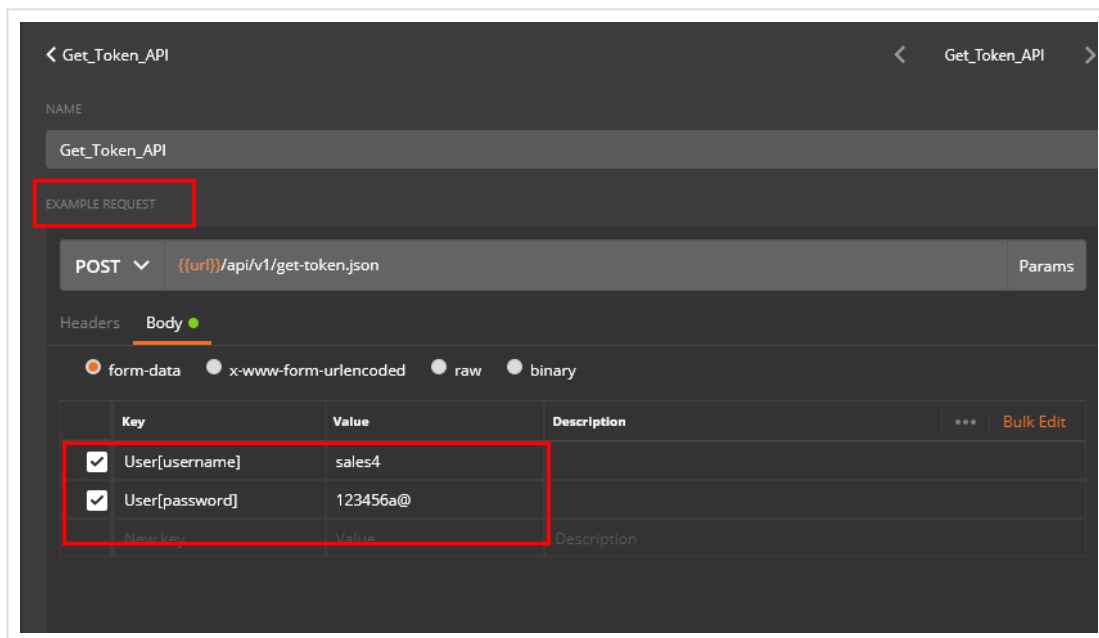 Get_Token_API Get_Token_API
NAME
Get_Token_API
EXAMPLE REQUEST
POST {{url}}/api/v1/get-token.json Params
Headers Body
form-data x-www-form-urlencoded raw binary
Key Value Description ••• Bulk Edit
User[username] sales4
User[password] 123456a@
New key Value Description